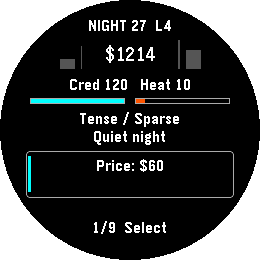 NIGHT 27 L4
$1214
Cred 120 Heat 10
Tense / Sparse
Quiet night
Price: $60
1/9 Select